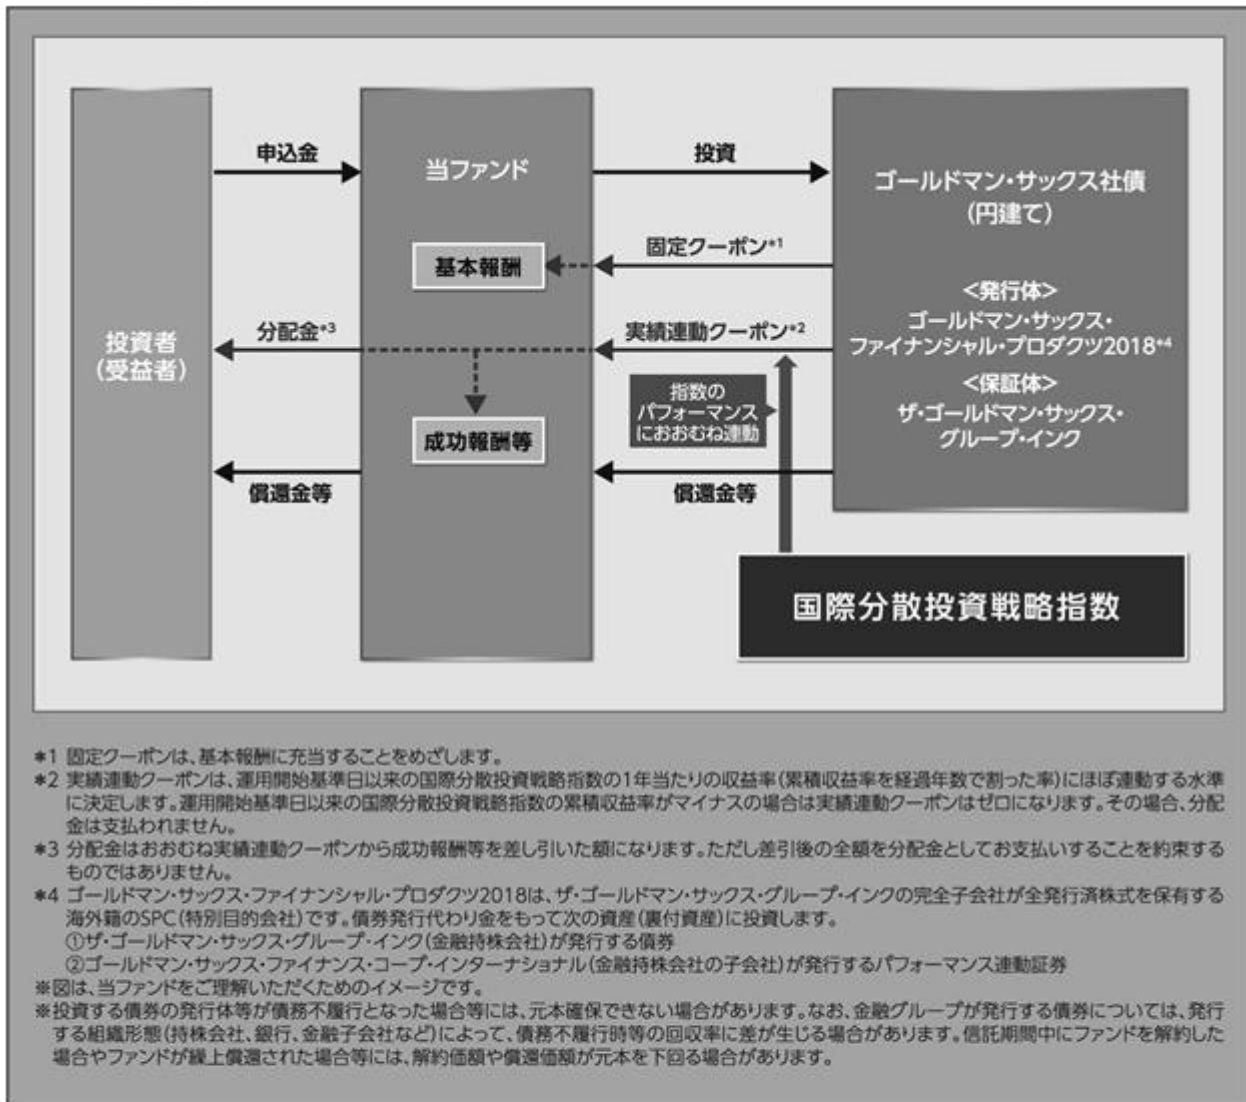 申込金
当ファンド
投資
ゴールドマン・サックス社債
(円建て)
固定クーポン*1
基本報酬
<発行体>
ゴールドマン・サックス・
ファイナンシャル・プロダクツ2018*4
<保証体>
ザ・ゴールドマン・サックス・
グループ・インク
投資者
(受益者)
分配金*3
実績連動クーポン*2
指数の
パフォーマンス
におおむね連動
成功報酬等
償還金等
償還金等
国際分散投資戦略指数
*1 固定クーポンは、基本報酬に充当することをめざします。
*2 実績連動クーポンは、運用開始基準日以来の国際分散投資戦略指数の1年当たりの収益率(累積収益率を経過年数で割った率)にほぼ連動する水準
に決定します。運用開始基準日以来の国際分散投資戦略指数の累積収益率がマイナスの場合は実績連動クーポンはゼロになります。その場合、分配
金は支払われません。
*3 分配金はおおむね実績連動クーポンから成功報酬等を差し引いた額になります。ただし差引後の全額を分配金としてお支払いすることを約束する
ものではありません。
*4 ゴールドマン・サックス・ファイナンシャル・プロダクツ2018は、ザ・ゴールドマン・サックス・グループ・インクの完全子会社が全発行済株式を保有する
海外籍のSPC(特別目的会社)です。債券発行代わり金をもって次の資産(裏付資産)に投資します。
①ザ・ゴールドマン・サックス・グループ・インク(金融持株会社)が発行する債券
②ゴールドマン・サックス・ファイナンス・コープ・インターナショナル(金融持株会社の子会社)が発行するパフォーマンス連動証券
※図は、当ファンドをご理解いただくためのイメージです。
※投資する債券の発行体等が債務不履行となった場合等には、元本確保できない場合があります。なお、金融グループが発行する債券については、発行
する組織形態(持株会社、銀行、金融子会社など)によって、債務不履行時等の回収率に差が生じる場合があります。信託期間中にファンドを解約した
場合やファンドが繰上償還された場合等には、解約価額や償還価額が元本を下回る場合があります。